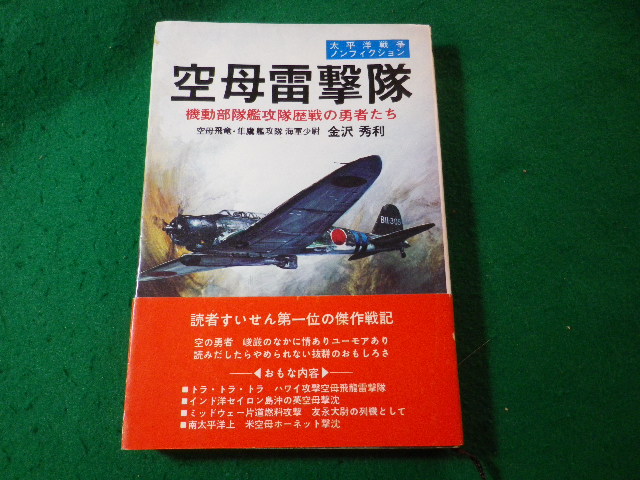 太平洋戦争
ノンフィクション
空母雷撃隊
機動部隊艦攻隊歴戦の勇者たち
空母飛竜・隼鷹艦攻隊 海軍少尉 金沢秀利
BII-305
読者すいせん第一位の傑作戦記
空の勇者 峻厳のなかに情ありユーモアあり
読みだしたらやめられない抜群のおもしろさ
おもな内容
■トラ・トラ・トラ ハワイ攻撃空母飛龍雷撃隊
■インド洋セイロン島沖の英空母撃沈
■ミッドウェー片道燃料攻撃 友永大尉の列機として
■南太平洋上 米空母ホーネット撃沈